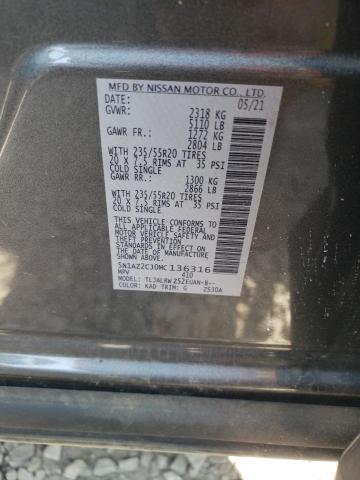 MFD BY NISSAN MOTOR CO., LTD.
DATE: 05/21
GVWR: 2318 KG
5110 LB
GAWR FR.: 1272 KG
2804 LB
WITH 235/55R20 TIRES
20 X 7.5 RIMS AT 35 PSI
COLD SINGLE
GAWR RR.: 1300 KG
2866 LB
WITH 235/55R20 TIRES
20 X 7.5 RIMS AT 35 PSI
COLD SINGLE
THIS VEHICLE CONFORMS TO ALL
APPLICABLE FEDERAL MOTOR VEHICLE
SAFETY AND THEFT PREVENTION
STANDARDS IN EFFECT ON THE DATE OF
MANUFACTURE SHOWN ABOVE.
5N1AZ2CJ0MC136316
MPV 410
MODEL: TLJALRWZ52EUAN-B--
COLOR: KAD TRIM: G 2530A